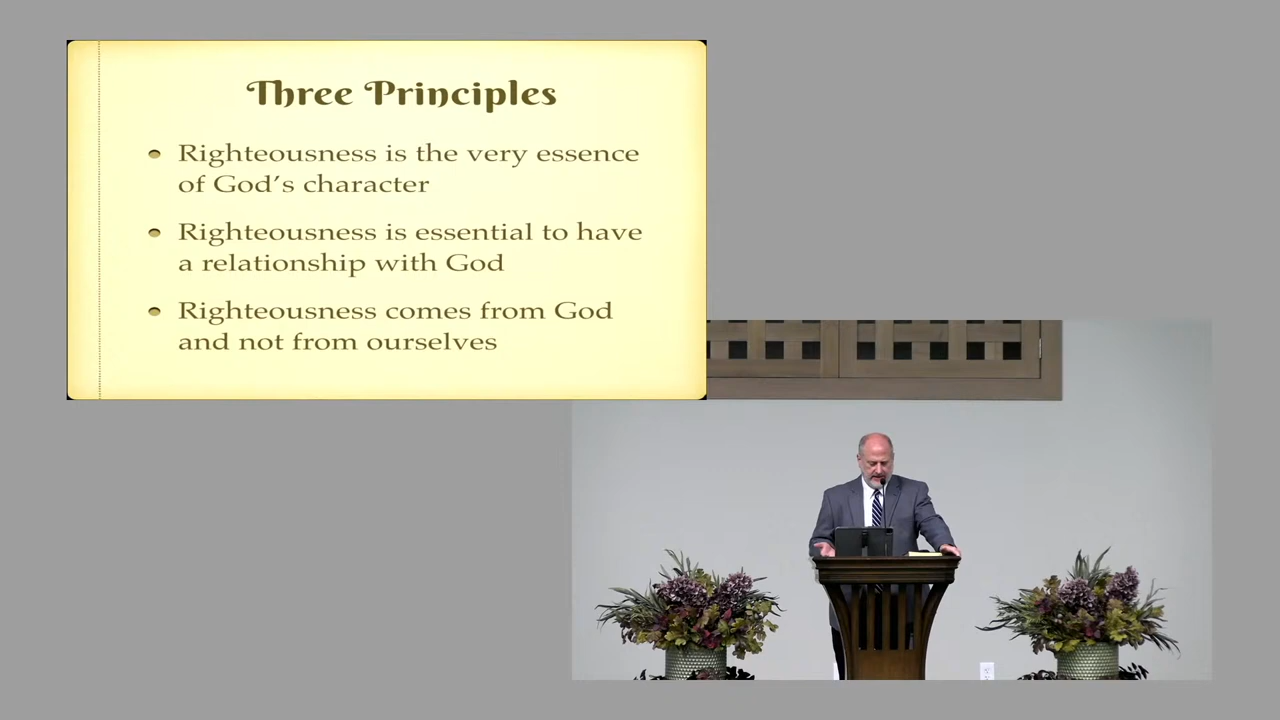 Three Principles
Righteousness is the very essence
of God’s character
Righteousness is essential to have
a relationship with God
Righteousness comes from God
and not from ourselves